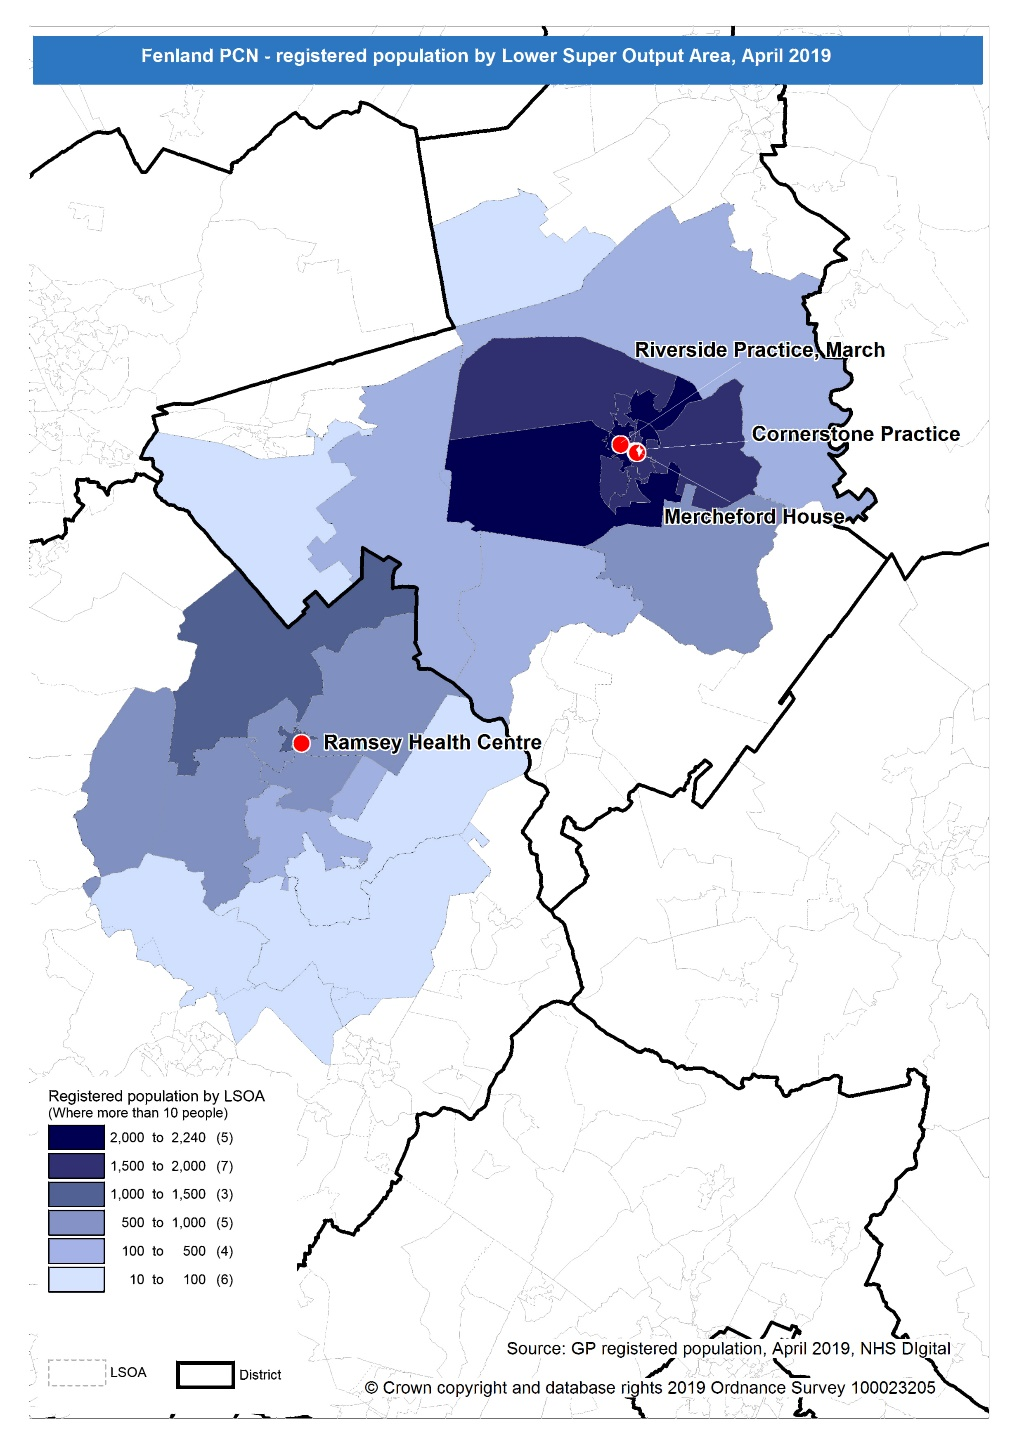 Fenland PCN - registered population by Lower Super Output Area, April 2019
Riverside Practice, March
Cornerstone Practice
Mercheford House
Ramsey Health Centre
Registered population by LSOA
(Where more than 10 people)
2,000 to 2,240 (5)
1,500 to 2,000 (7)
1,000 to 1,500 (3)
500 to 1,000 (5)
100 to 500 (4)
10 to 100 (6)
LSOA
District
Source: GP registered population, April 2019, NHS DIgital
© Crown copyright and database rights 2019 Ordnance Survey 100023205